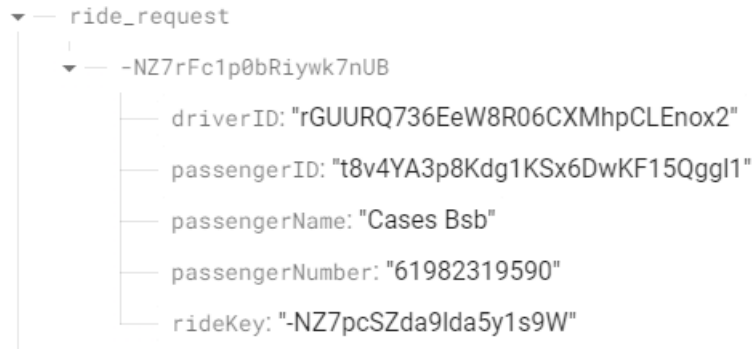 ride_request
-NZ7rFc1p0bRiywk7nUB
driverID: "rGUURQ736EeW8R06CXMhpCLEnox2"
passengerID: "t8v4YA3p8Kdg1KSx6DwKF15Qggl1"
passengerName: "Cases Bsb"
passengerNumber: "61982319590"
rideKey: "-NZ7pcSZda9lda5y1s9W"